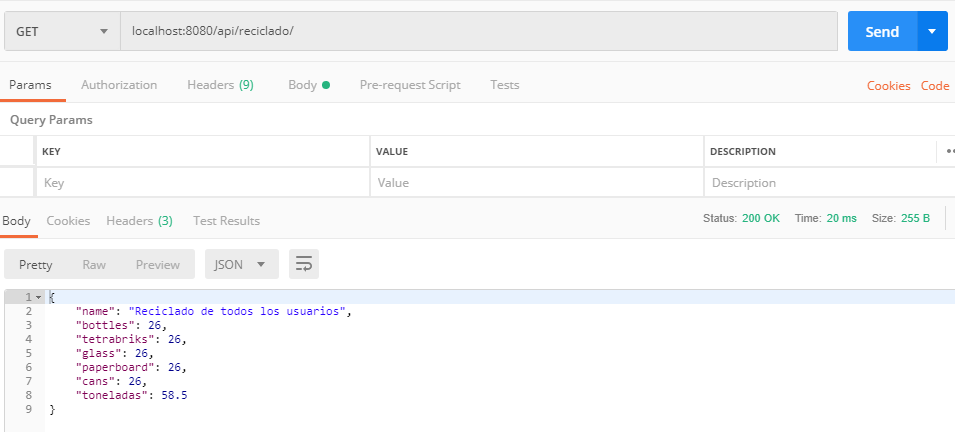 GET localhost:8080/api/reciclado/ Send
Params Authorization Headers (9) Body Pre-request Script Tests Cookies Code
Query Params
KEY VALUE DESCRIPTION
Key Value Description
Body Cookies Headers (3) Test Results Status: 200 OK Time: 20 ms Size: 255 B
Pretty Raw Preview JSON
1 {
2 "name": "Reciclado de todos los usuarios",
3 "bottles": 26,
4 "tetrabriks": 26,
5 "glass": 26,
6 "paperboard": 26,
7 "cans": 26,
8 "toneladas": 58.5
9 }